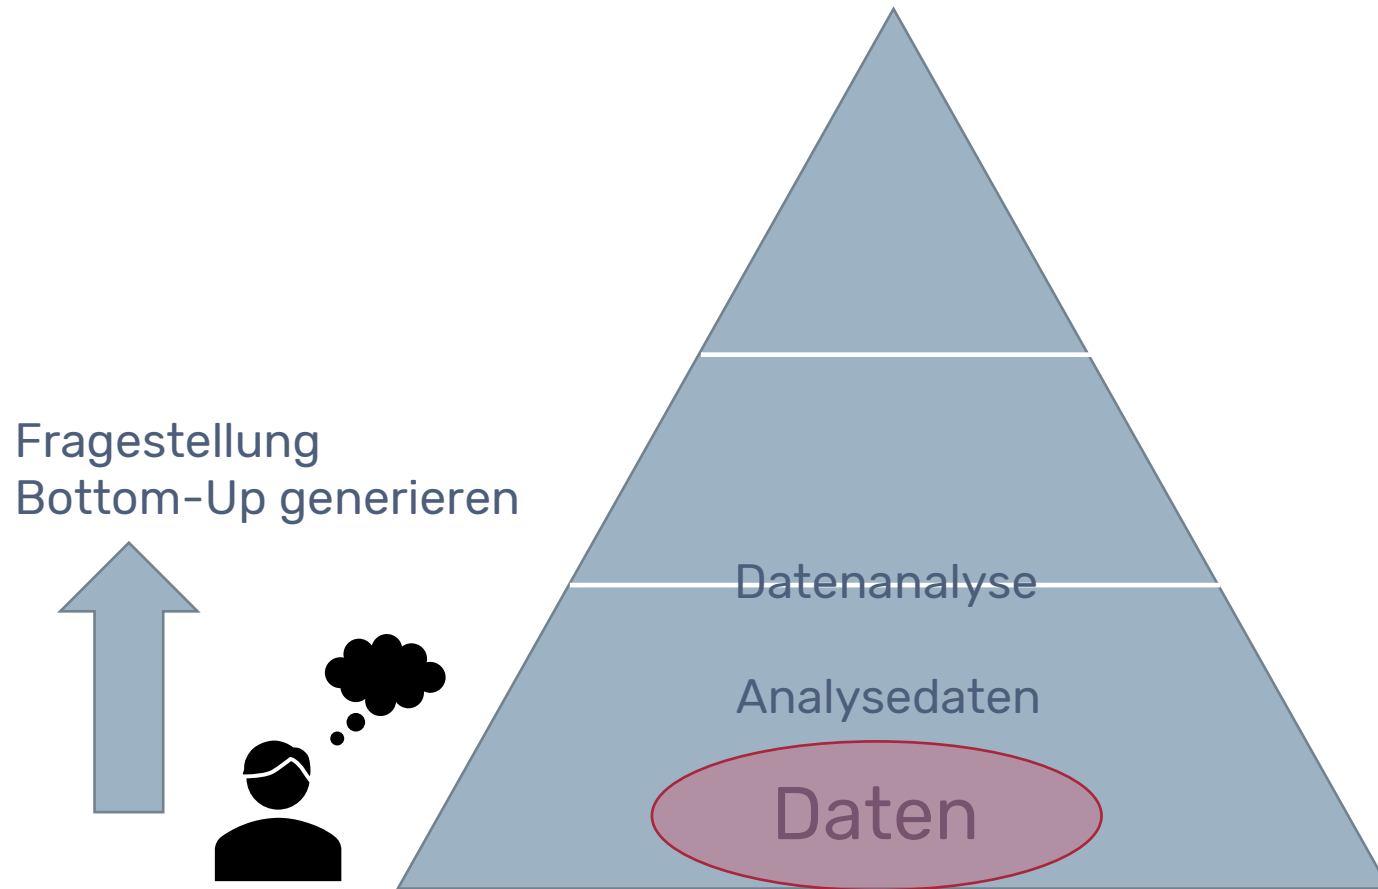 Fragestellung
Bottom-Up generieren
Datenanalyse
Analysedaten
Daten